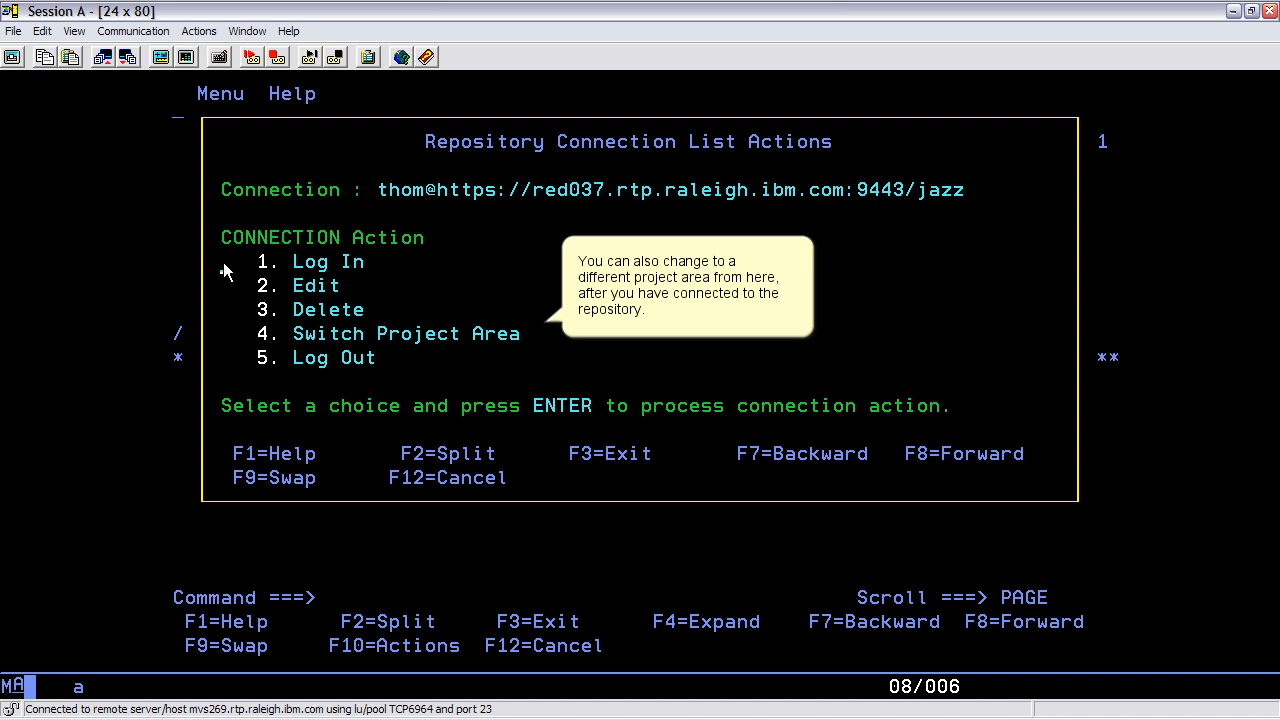 Session A - [24 x 80]
File Edit View Communication Actions Window Help
Menu Help
Repository Connection List Actions 1
Connection : thom@https://red037.rtp.raleigh.ibm.com:9443/jazz
CONNECTION Action
1. Log In
2. Edit
3. Delete
/ 4. Switch Project Area
* 5. Log Out **
You can also change to a
different project area from here,
after you have connected to the
repository.
Select a choice and press ENTER to process connection action.
F1=Help F2=Split F3=Exit F7=Backward F8=Forward
F9=Swap F12=Cancel
Command ===> Scroll ===> PAGE
F1=Help F2=Split F3=Exit F4=Expand F7=Backward F8=Forward
F9=Swap F10=Actions F12=Cancel
MA a 08/006
Connected to remote server/host mvs269.rtp.raleigh.ibm.com using lu/pool TCP6964 and port 23